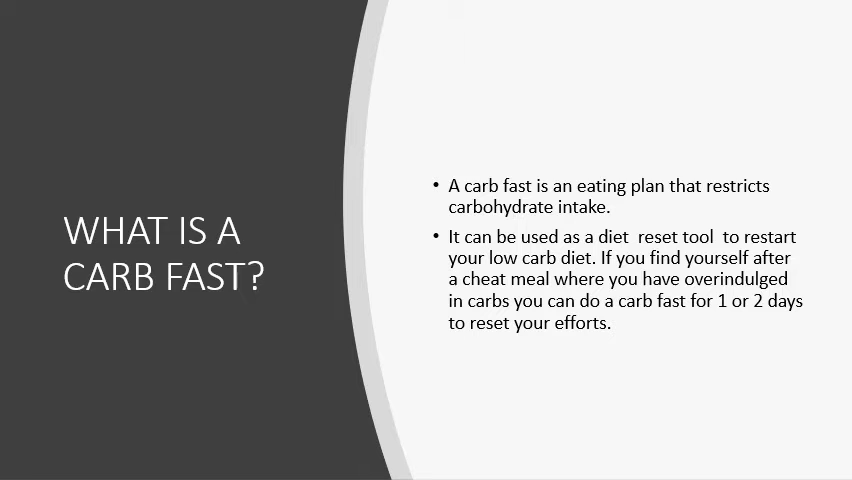 WHAT IS A
CARB FAST?
• A carb fast is an eating plan that restricts
carbohydrate intake.
• It can be used as a diet  reset tool  to restart
your low carb diet. If you find yourself after
a cheat meal where you have overindulged
in carbs you can do a carb fast for 1 or 2 days
to reset your efforts.